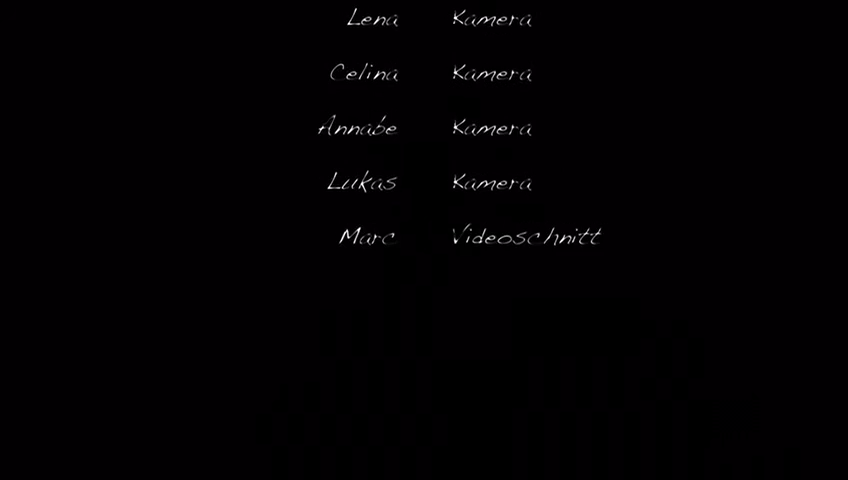 Lena Kamera
Celina Kamera
Annabe Kamera
Lukas Kamera
Marc Videoschnitt